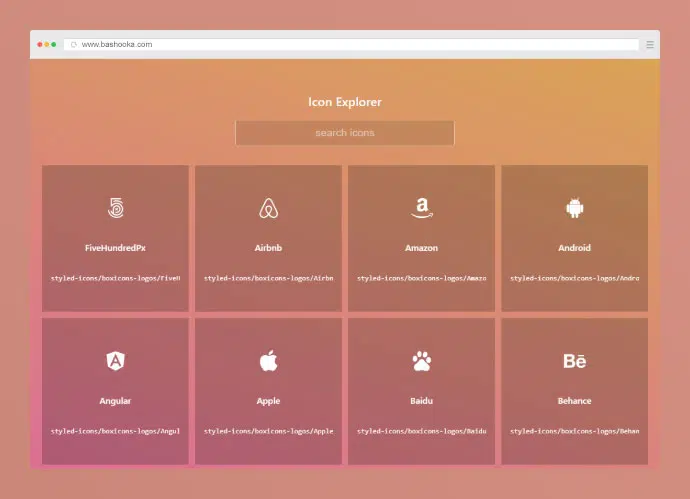 www.bashooka.com
Icon Explorer
search icons
FiveHundredPx
Airbnb
Amazon
Android
styled-icons/boxicons-logos/FiveH
styled-icons/boxicons-logos/Airbn
styled-icons/boxicons-logos/Amazo
styled-icons/boxicons-logos/Andro
Angular
Apple
Baidu
Behance
styled-icons/boxicons-logos/Angul
styled-icons/boxicons-logos/Apple
styled-icons/boxicons-logos/Baidu
styled-icons/boxicons-logos/Behan